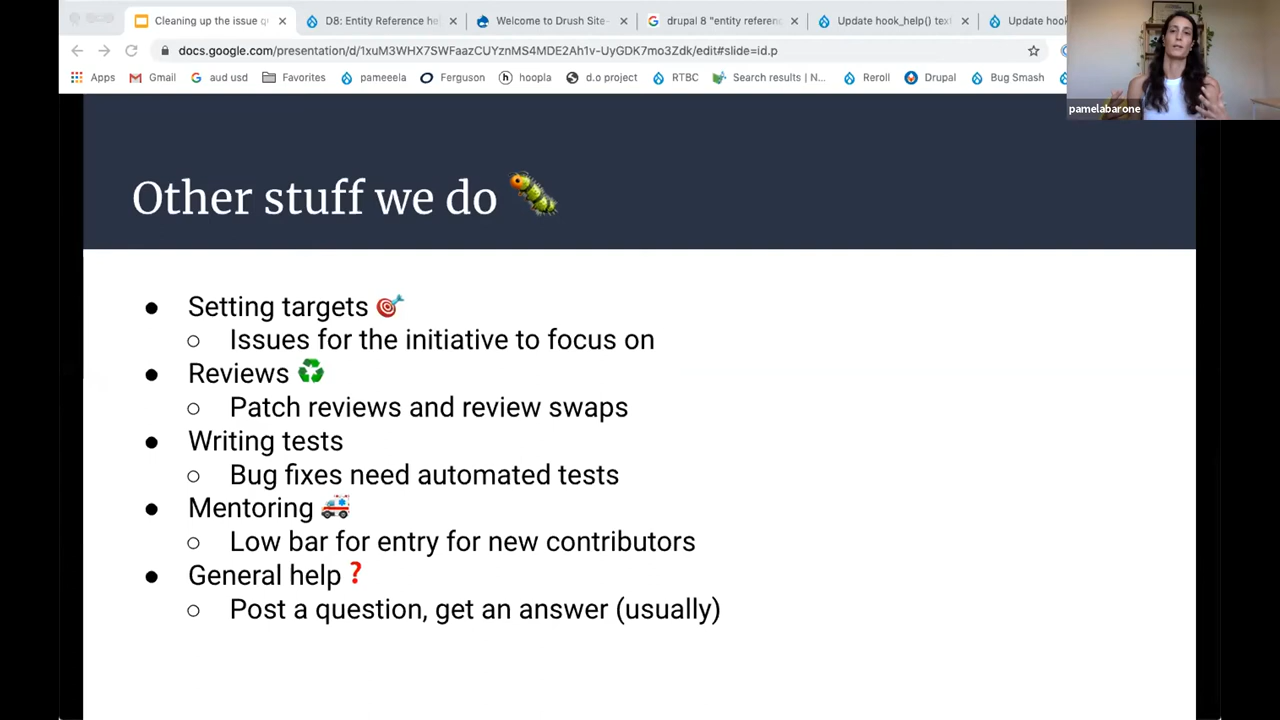 Cleaning up the issue q
D8: Entity Reference he
Welcome to Drush Site-
drupal 8 "entity referenc
Update hook_help() texi
Update hook
docs.google.com/presentation/d/1xuM3WHX7SWFaazCUYznMS4MDE2Ah1v-UyGDK7mo3Zdk/edit#slide=id.p
Apps
Gmail
aud usd
Favorites
pameeela
Ferguson
hoopla
d.o project
RTBC
Search results | N...
Reroll
Drupal
Bug Smash
pamelabarone
Other stuff we do 🐛
● Setting targets 🎯
○ Issues for the initiative to focus on
● Reviews ♻️
○ Patch reviews and review swaps
● Writing tests
○ Bug fixes need automated tests
● Mentoring 🚑
○ Low bar for entry for new contributors
● General help ❓
○ Post a question, get an answer (usually)